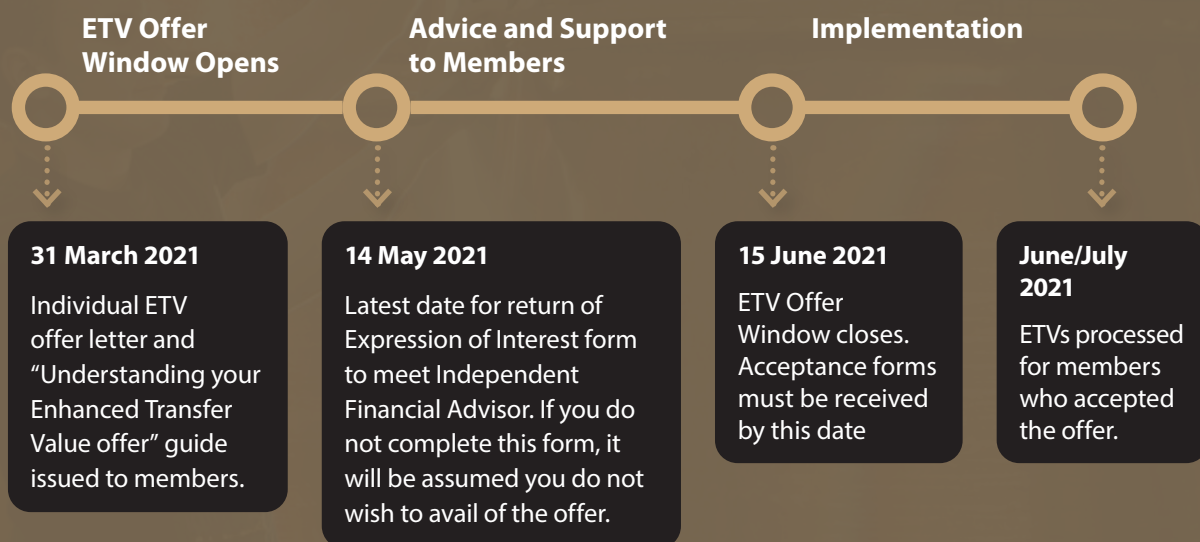 ETV Offer
Window Opens
Advice and Support
to Members
Implementation
31 March 2021
Individual ETV
offer letter and
“Understanding your
Enhanced Transfer
Value offer” guide
issued to members.
14 May 2021
Latest date for return of
Expression of Interest form
to meet Independent
Financial Advisor. If you do
not complete this form, it
will be assumed you do not
wish to avail of the offer.
15 June 2021
ETV Offer
Window closes.
Acceptance forms
must be received
by this date
June/July
2021
ETVs processed
for members
who accepted
the offer.